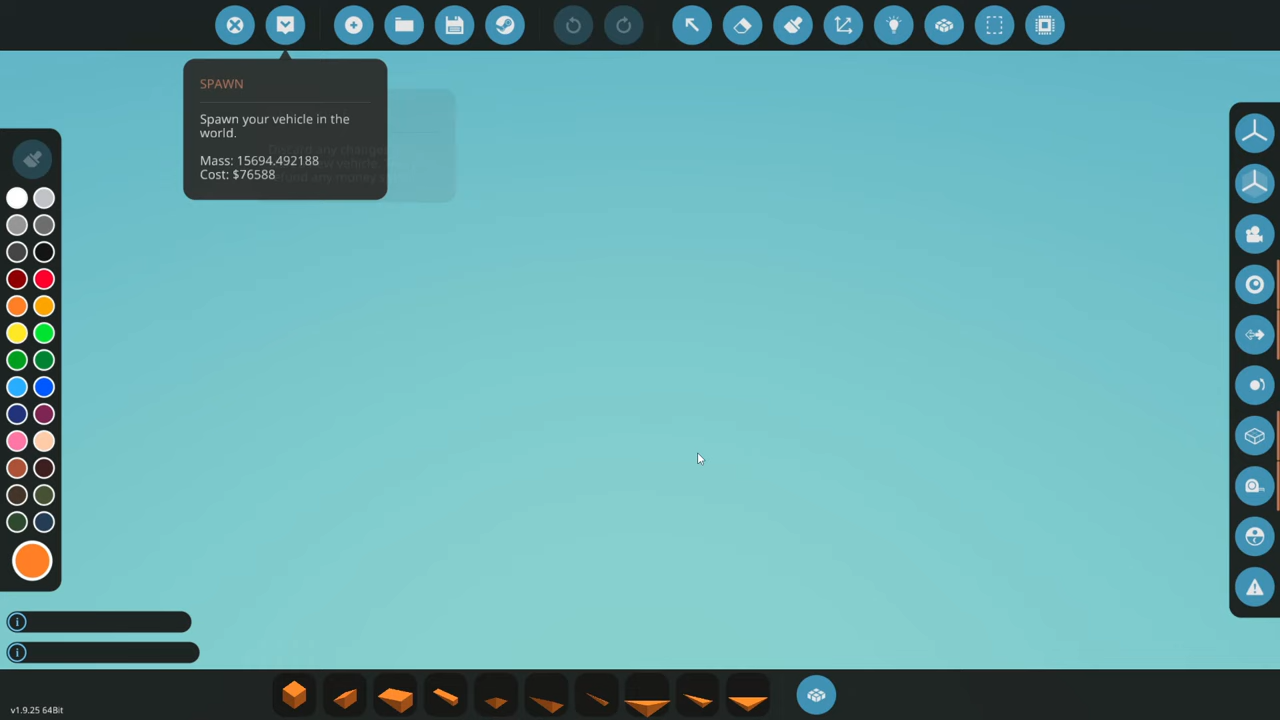 SPAWN
Spawn your vehicle in the
world.
Mass: 15694.492188
Cost: $76588
v1.9.25 64Bit